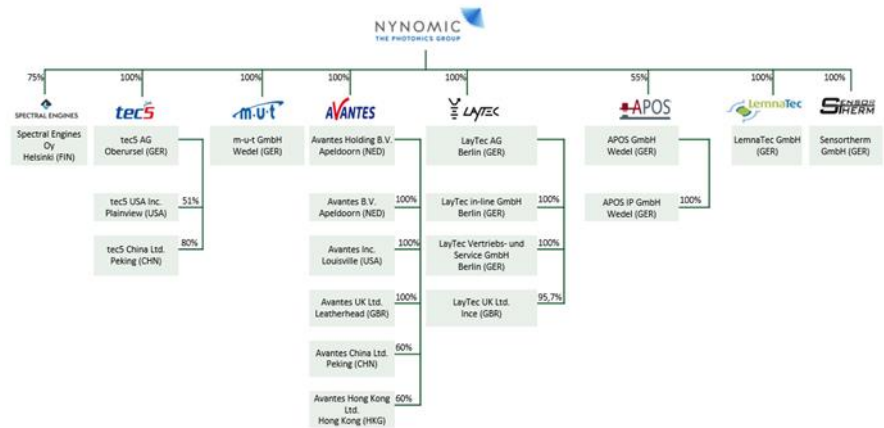 NYNOMIC
THE PHOTONICS GROUP
75%
100%
100%
100%
100%
55%
100%
100%
SPECTRAL ENGINES
tec5
m-u-t
AVANTES
LAYTEC
APOS
LemnaTec
SENSOR
THERM
Spectral Engines
Oy
Helsinki (FIN)
tec5 AG
Oberursel (GER)
m-u-t GmbH
Wedel (GER)
Avantes Holding B.V.
Apeldoorn (NED)
LayTec AG
Berlin (GER)
APOS GmbH
Wedel (GER)
LemnaTec GmbH
(GER)
Sensortherm
GmbH (GER)
tec5 USA Inc.
Plainview (USA)
51%
Avantes B.V.
Apeldoorn (NED)
100%
LayTec in-line GmbH
Berlin (GER)
100%
APOS IP GmbH
Wedel (GER)
100%
tec5 China Ltd.
Peking (CHN)
80%
Avantes Inc.
Louisville (USA)
100%
LayTec Vertriebs- und
Service GmbH
Berlin (GER)
100%
Avantes UK Ltd.
Leatherhead (GBR)
100%
LayTec UK Ltd.
Ince (GBR)
95,7%
Avantes China Ltd.
Peking (CHN)
60%
Avantes Hong Kong
Ltd.
Hong Kong (HKG)
60%